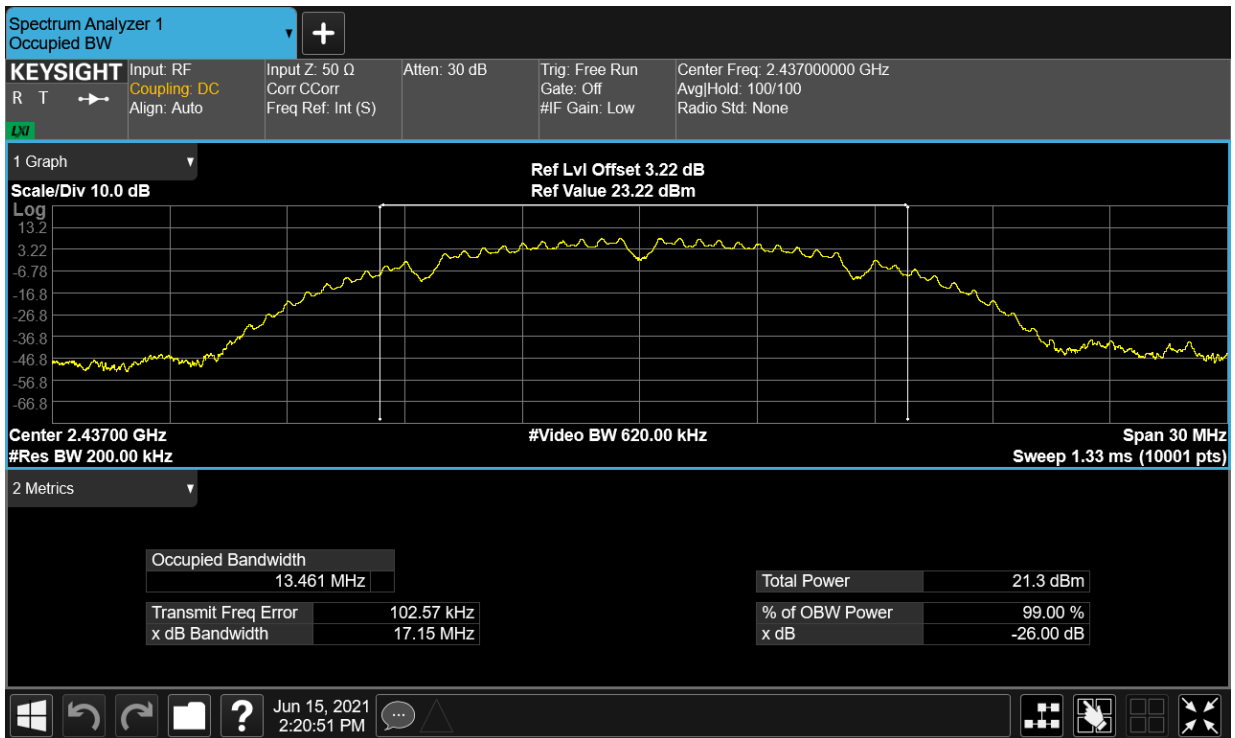 Spectrum Analyzer 1
Occupied BW
KEYSIGHT
R T
LXI
Input: RF
Coupling: DC
Align: Auto
Input Z: 50 Ω
Corr CCorr
Freq Ref: Int (S)
Atten: 30 dB
Trig: Free Run
Gate: Off
#IF Gain: Low
Center Freq: 2.437000000 GHz
Avg|Hold: 100/100
Radio Std: None
1 Graph
Scale/Div 10.0 dB
Ref Lvl Offset 3.22 dB
Ref Value 23.22 dBm
Log
13.2
3.22
-6.78
-16.8
-26.8
-36.8
-46.8
-56.8
-66.8
Center 2.43700 GHz
#Video BW 620.00 kHz
Span 30 MHz
#Res BW 200.00 kHz
Sweep 1.33 ms (10001 pts)
2 Metrics
Occupied Bandwidth
13.461 MHz
Transmit Freq Error 102.57 kHz
x dB Bandwidth 17.15 MHz
Total Power 21.3 dBm
% of OBW Power 99.00 %
x dB -26.00 dB
?
Jun 15, 2021
2:20:51 PM